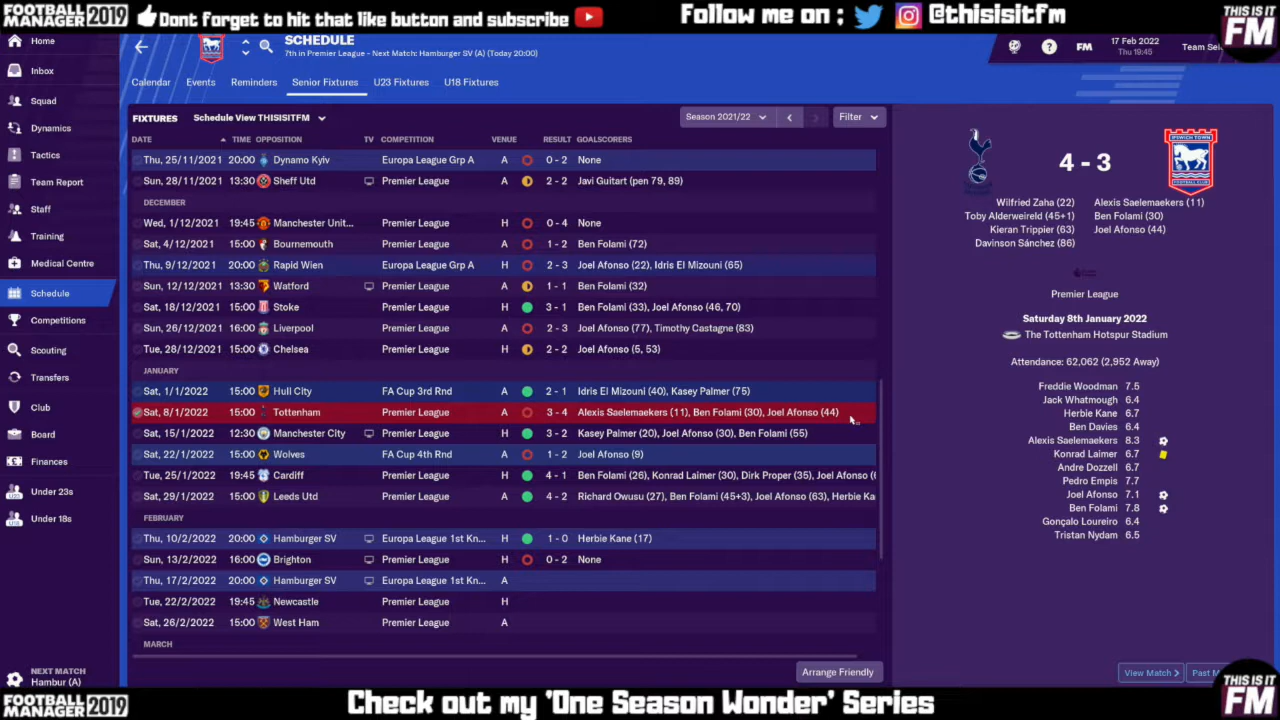 FOOTBALL MANAGER 2019
Dont forget to hit that like button and subscribe
Follow me on : @thisisitfm
THIS IS IT FM
Home
Inbox
Squad
Dynamics
Tactics
Team Report
Staff
Training
Medical Centre
Schedule
Competitions
Scouting
Transfers
Club
Board
Finances
Under 23s
Under 18s
NEXT MATCH
Hambur (A)
SCHEDULE
7th in Premier League - Next Match: Hamburger SV (A) (Today 20:00)
FM
17 Feb 2022
Thu 19:45
Team Sel
Calendar Events Reminders Senior Fixtures U23 Fixtures U18 Fixtures
FIXTURES Schedule View THISISITFM
Season 2021/22
Filter
DATE TIME OPPOSITION TV COMPETITION VENUE RESULT GOALSCORERS
Thu, 25/11/2021 20:00 Dynamo Kyiv Europa League Grp A A 0 - 2 None
Sun, 28/11/2021 13:30 Sheff Utd Premier League A 2 - 2 Javi Guitart (pen 79, 89)
DECEMBER
Wed, 1/12/2021 19:45 Manchester Unit... Premier League H 0 - 4 None
Sat, 4/12/2021 15:00 Bournemouth Premier League A 1 - 2 Ben Folami (72)
Thu, 9/12/2021 20:00 Rapid Wien Europa League Grp A H 2 - 3 Joel Afonso (22), Idris El Mizouni (65)
Sun, 12/12/2021 13:30 Watford Premier League A 1 - 1 Ben Folami (32)
Sat, 18/12/2021 15:00 Stoke Premier League H 3 - 1 Ben Folami (33), Joel Afonso (46, 70)
Sun, 26/12/2021 16:00 Liverpool Premier League A 2 - 3 Joel Afonso (77), Timothy Castagne (83)
Tue, 28/12/2021 15:00 Chelsea Premier League H 2 - 2 Joel Afonso (5, 53)
JANUARY
Sat, 1/1/2022 15:00 Hull City FA Cup 3rd Rnd A 2 - 1 Idris El Mizouni (40), Kasey Palmer (75)
Sat, 8/1/2022 15:00 Tottenham Premier League A 3 - 4 Alexis Saelemaekers (11), Ben Folami (30), Joel Afonso (44)
Sat, 15/1/2022 12:30 Manchester City Premier League H 3 - 2 Kasey Palmer (20), Joel Afonso (30), Ben Folami (55)
Sat, 22/1/2022 15:00 Wolves FA Cup 4th Rnd A 1 - 2 Joel Afonso (9)
Tue, 25/1/2022 19:45 Cardiff Premier League H 4 - 1 Ben Folami (26), Konrad Laimer (30), Dirk Proper (35), Joel Afonso (6
Sat, 29/1/2022 15:00 Leeds Utd Premier League A 4 - 2 Richard Owusu (27), Ben Folami (45+3), Joel Afonso (63), Herbie Ka
FEBRUARY
Thu, 10/2/2022 20:00 Hamburger SV Europa League 1st Kn... H 1 - 0 Herbie Kane (17)
Sun, 13/2/2022 16:00 Brighton Premier League H 0 - 2 None
Thu, 17/2/2022 20:00 Hamburger SV Europa League 1st Kn... A
Tue, 22/2/2022 19:45 Newcastle Premier League H
Sat, 26/2/2022 15:00 West Ham Premier League A
MARCH
Arrange Friendly
4 - 3
IPSWICH TOWN
Wilfried Zaha (22)
Toby Alderweireld (45+1)
Kieran Trippier (63)
Davinson Sánchez (86)
Alexis Saelemaekers (11)
Ben Folami (30)
Joel Afonso (44)
Premier League
Saturday 8th January 2022
The Tottenham Hotspur Stadium
Attendance: 62,062 (2,952 Away)
Freddie Woodman 7.5
Jack Whatmough 6.4
Herbie Kane 6.7
Ben Davies 6.4
Alexis Saelemaekers 8.3
Konrad Laimer 6.7
Andre Dozzell 6.7
Pedro Empis 7.7
Joel Afonso 7.1
Ben Folami 7.8
Gonçalo Loureiro 6.4
Tristan Nydam 6.5
View Match
Past M
FOOTBALL MANAGER 2019
Check out my 'One Season Wonder' Series
THIS IS IT FM